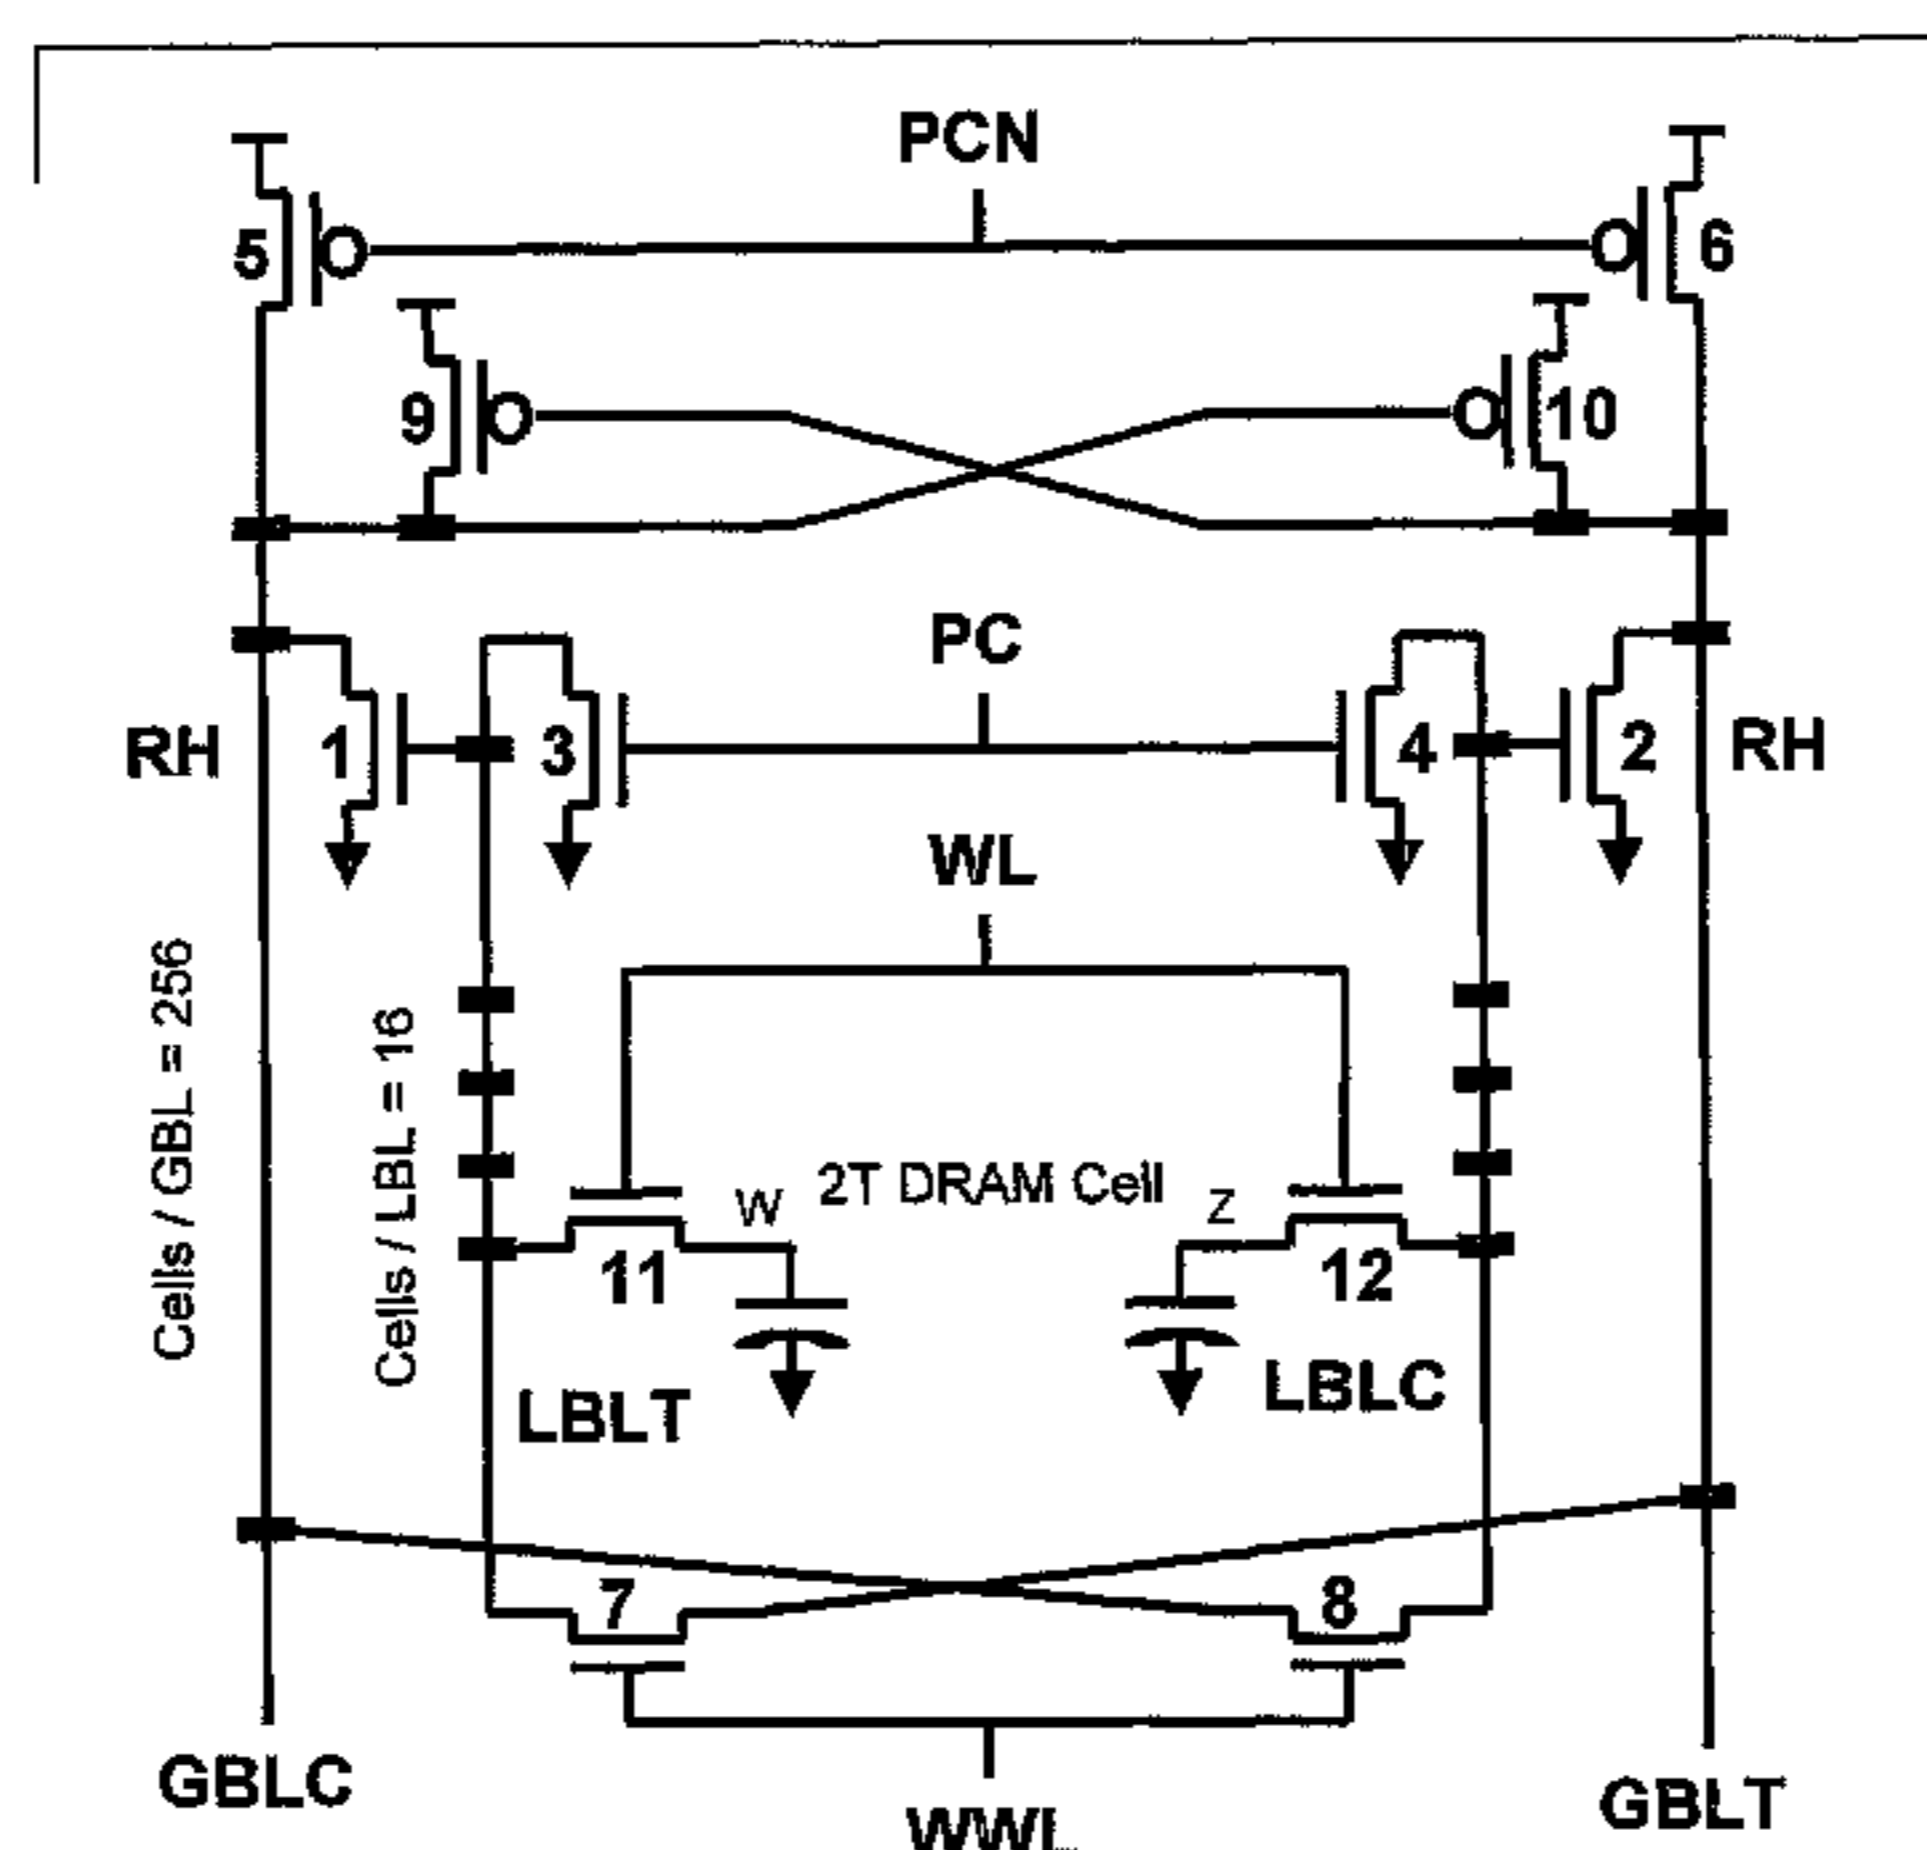 PCN
5
6
9
10
PC
RH
1
3
4
2
RH
WL
Cells / GBL = 256
Cells / LBL = 16
W
2T DRAM Cell
Z
11
12
LBLT
LBLC
7
8
GBLC
GBLT
WWL